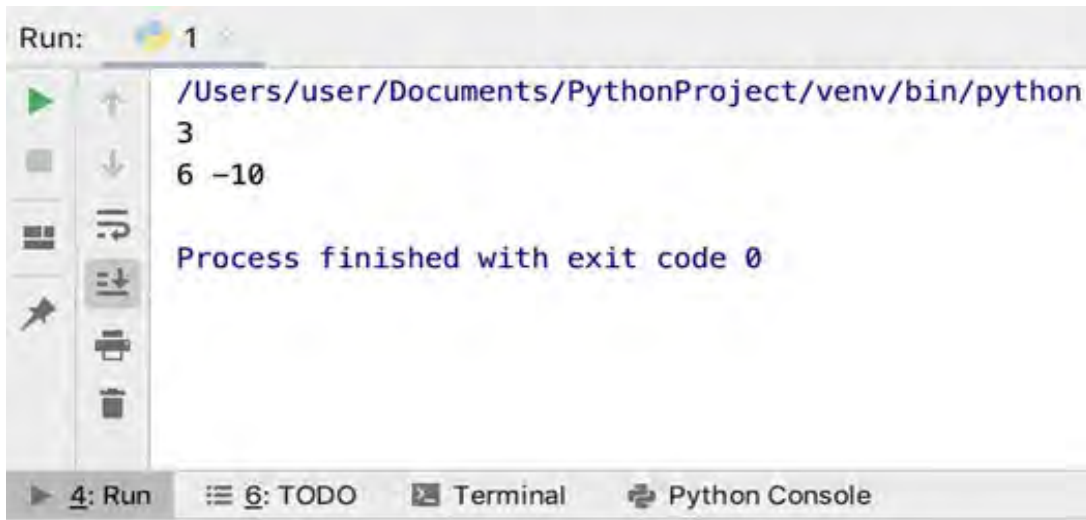 Run: 1
/Users/user/Documents/PythonProject/venv/bin/python
3
6 -10
Process finished with exit code 0
4: Run 6: TODO Terminal Python Console